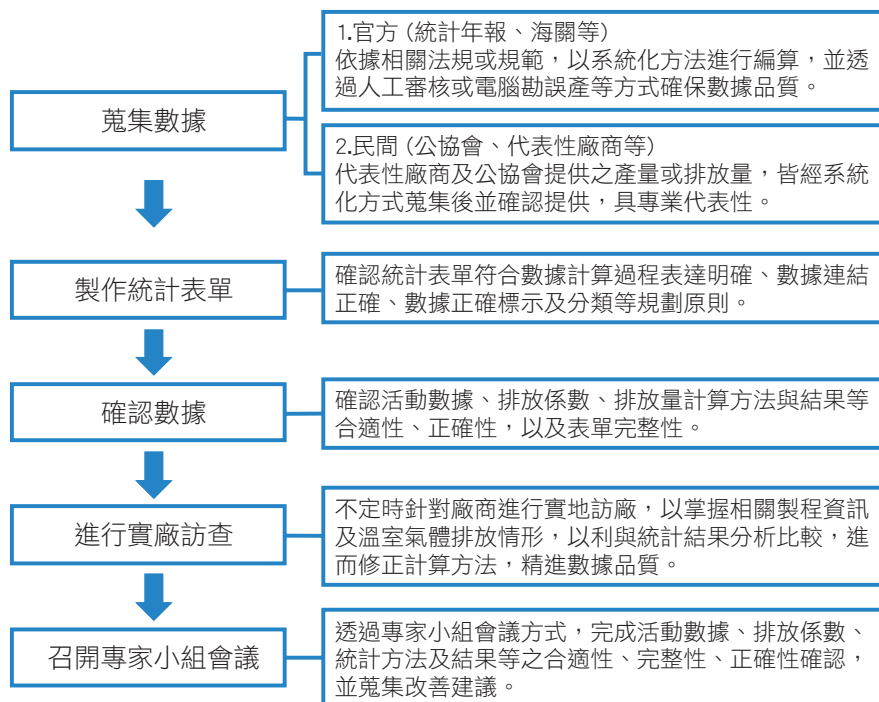 蒐集數據
1.官方 (統計年報、海關等)
依據相關法規或規範，以系統化方法進行編算，並透
過人工審核或電腦勘誤產等方式確保數據品質。
2.民間 (公協會、代表性廠商等)
代表性廠商及公協會提供之產量或排放量，皆經系統
化方式蒐集後並確認提供，具專業代表性。
製作統計表單
確認統計表單符合數據計算過程表達明確、數據連結
正確、數據正確標示及分類等規劃原則。
確認數據
確認活動數據、排放係數、排放量計算方法與結果等
合適性、正確性，以及表單完整性。
進行實廠訪查
不定時針對廠商進行實地訪廠，以掌握相關製程資訊
及溫室氣體排放情形，以利與統計結果分析比較，進
而修正計算方法，精進數據品質。
召開專家小組會議
透過專家小組會議方式，完成活動數據、排放係數、
統計方法及結果等之合適性、完整性、正確性確認，
並蒐集改善建議。